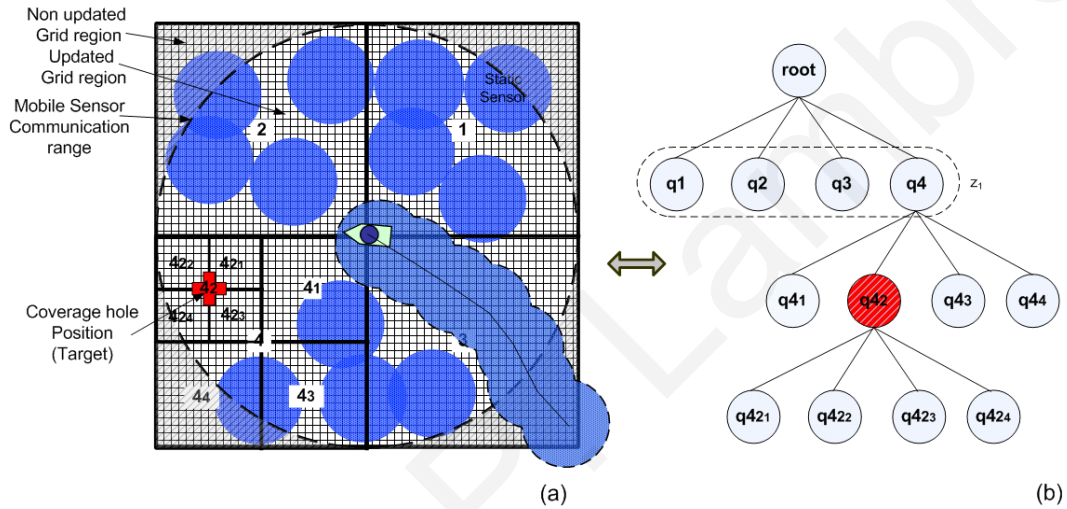 Non updated
Grid region
Updated
Grid region
Mobile Sensor
Communication
range
Coverage hole
Position
(Target)
Static
Sensor
2
1
42₂
42₁
42
42₄
42₃
41
4
3
44
43
(a)
root
q1
q2
q3
q4
z₁
q4₁
q42
q4₃
q44
q42₁
q42₂
q42₃
q42₄
(b)
Lambro